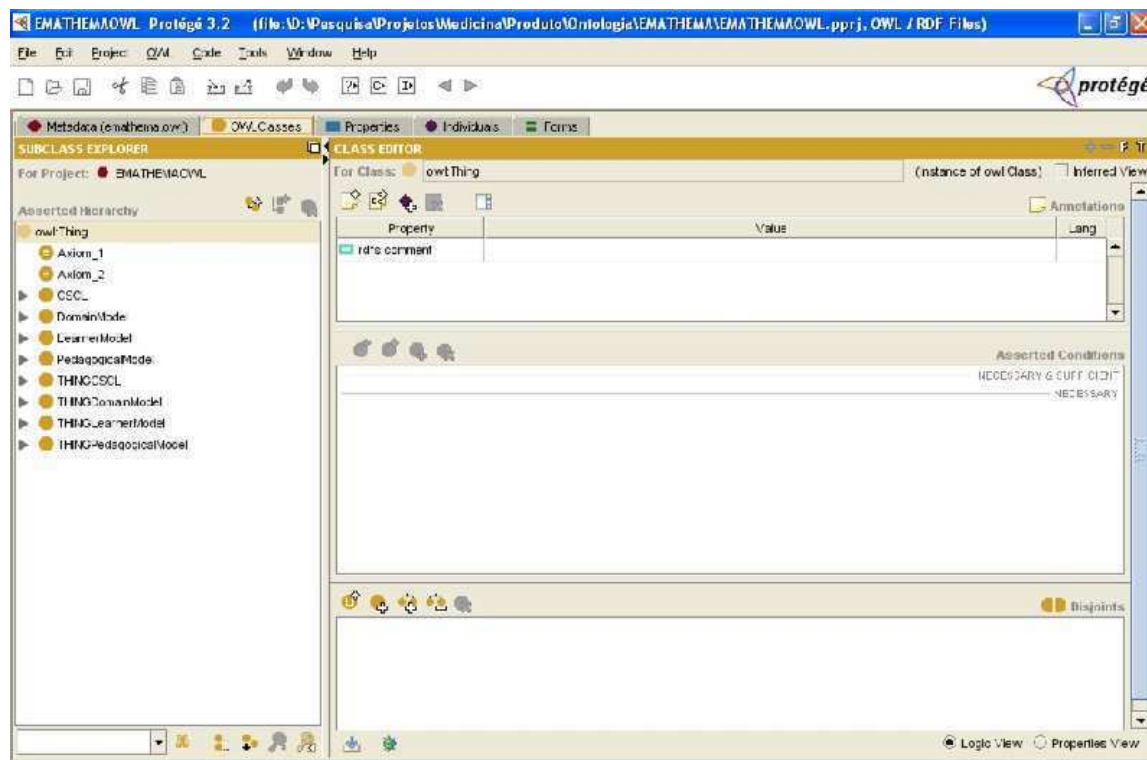 EMATHEMAOWL Protégé 3.2 (file:\D:\Pesquisa\Projetos\Medicina\Produto\Ontologia\EMATHEMA\EMATHEMAOWL.pprj, OWL / RDF Files)
File Edit Project OWL Code Tools Window Help
protégé
Metadata (emathema.owl) OWLClasses Properties Individuals Forms
SUBCLASS EXPLORER
For Project: EMATHEMAOWL
Asserted Hierarchy
owl:Thing
Axiom_1
Axiom_2
CSCL
DomainModel
LearnerModel
PedagogicalModel
THINGCSCL
THINGDomainModel
THINGLearnerModel
THINGPedagogicalModel
CLASS EDITOR
For Class: owl:Thing (instance of owl:Class) Inferred View
Annotations
Property Value Lang
rdfs:comment
Asserted Conditions
NECESSARY & SUFFICIENT
NECESSARY
Disjoints
Logic View Properties View